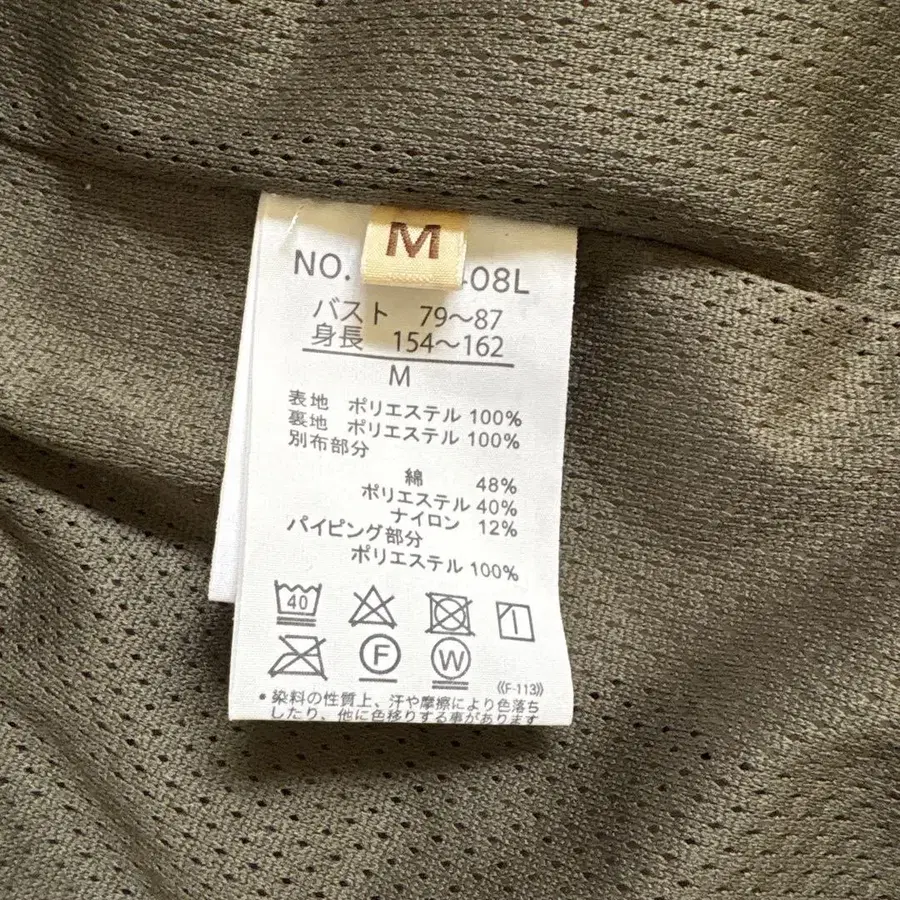 M
NO. 08L
バスト 79～87
身長 154～162
M
表地 ポリエステル 100%
裏地 ポリエステル 100%
別布部分
綿 48%
ポリエステル 40%
ナイロン 12%
パイピング部分
ポリエステル 100%
40
F
W
《F-113》
•染料の性質上、汗や摩擦により色落ち
したり、他に色移りする事があります